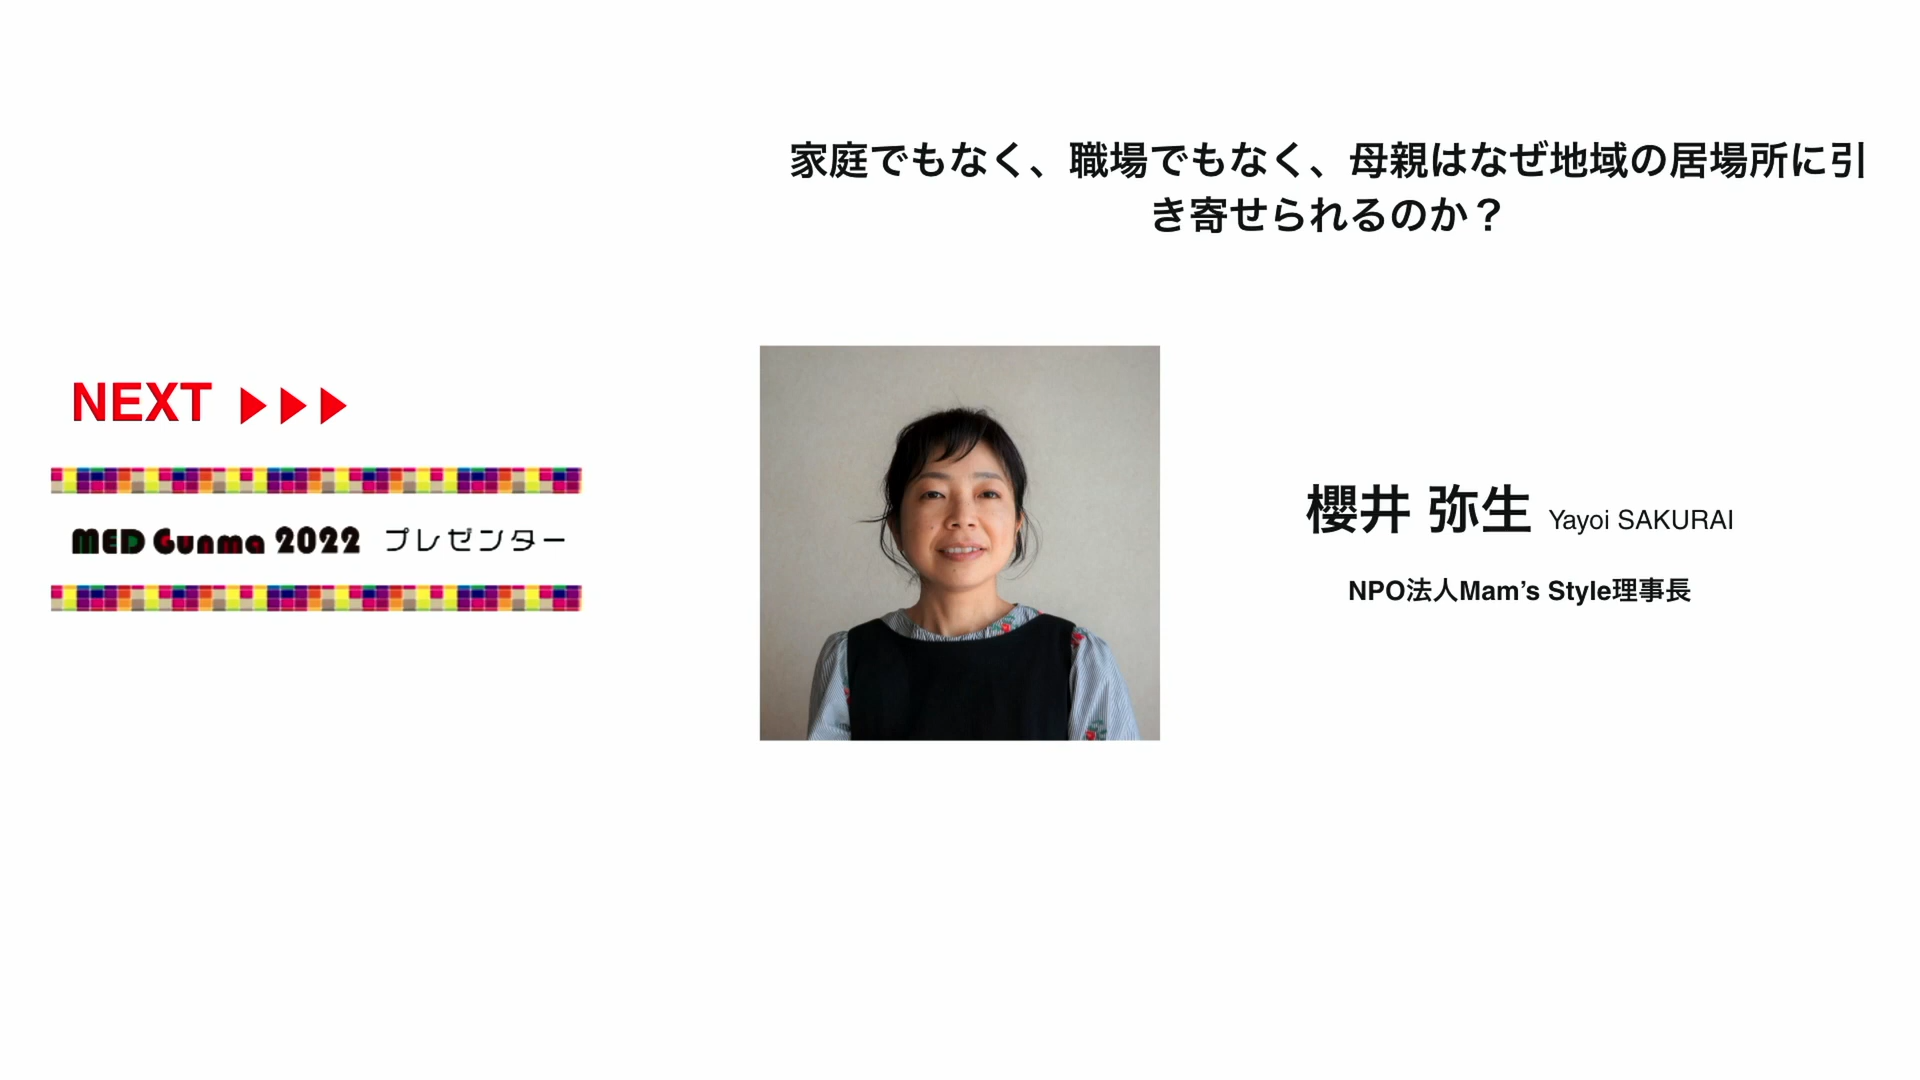 家庭でもなく、職場でもなく、母親はなぜ地域の居場所に引
き寄せられるのか？
NEXT ▶▶▶
MED Gunma 2022 プレゼンター
櫻井 弥生 Yayoi SAKURAI
NPO法人Mam’s Style理事長